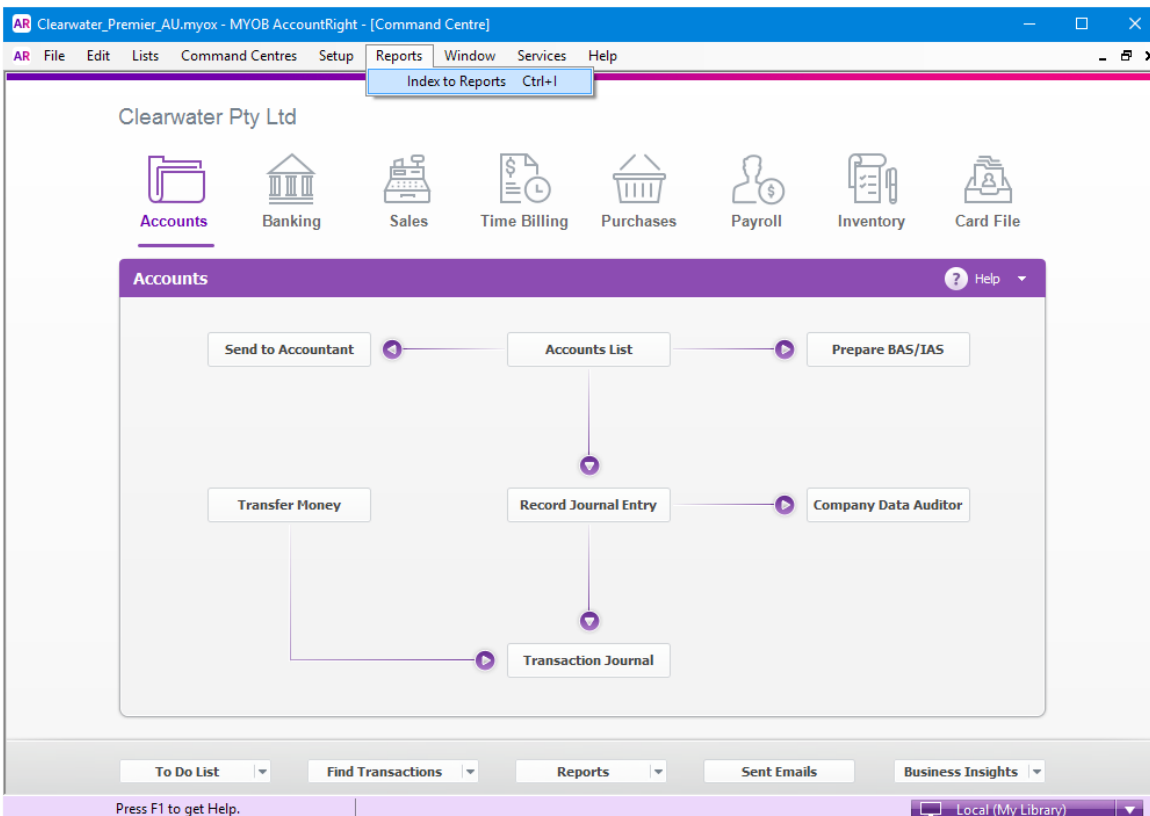 AR Clearwater_Premier_AU.myox - MYOB AccountRight - [Command Centre]
AR File Edit Lists Command Centres Setup Reports Window Services Help
Index to Reports Ctrl+I
Clearwater Pty Ltd
Accounts Banking Sales Time Billing Purchases Payroll Inventory Card File
Accounts ? Help
Send to Accountant Accounts List Prepare BAS/IAS
Transfer Money Record Journal Entry Company Data Auditor
Transaction Journal
To Do List Find Transactions Reports Sent Emails Business Insights
Press F1 to get Help. Local (My Library)